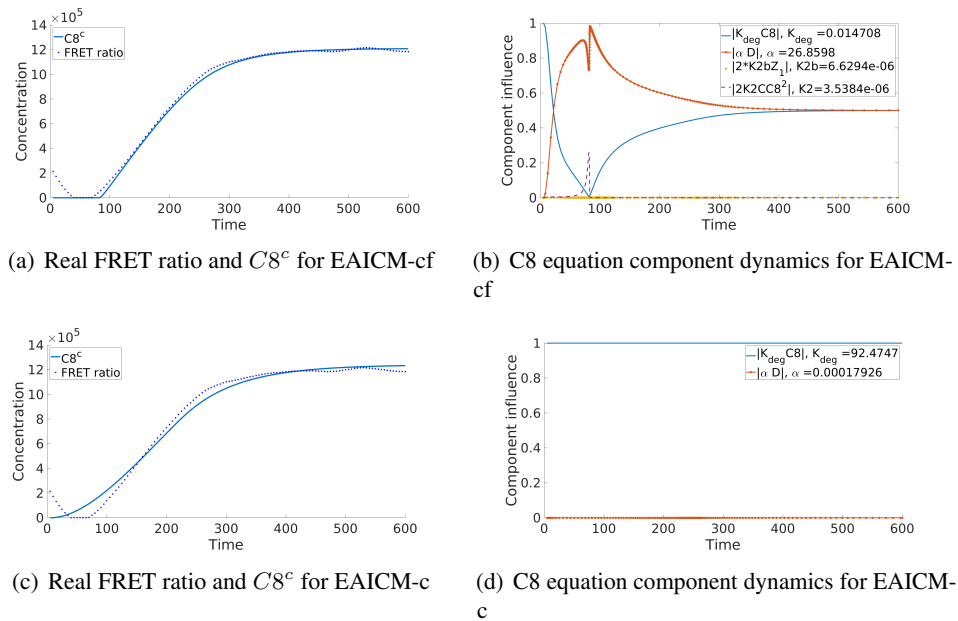 ×10⁵
14
12
10
8
6
4
2
0
Concentration
C8ᶜ
FRET ratio
0 100 200 300 400 500 600
Time
(a) Real FRET ratio and C8ᶜ for EAICM-cf
1
0.8
0.6
0.4
0.2
0
Component influence
|K_deg C8|, K_deg =0.014708
|α D|, α =26.8598
|2*K2bZ₁|, K2b=6.6294e-06
|2K2CC8²|, K2=3.5384e-06
0 100 200 300 400 500 600
Time
(b) C8 equation component dynamics for EAICM-
cf
×10⁵
14
12
10
8
6
4
2
0
Concentration
C8ᶜ
FRET ratio
0 100 200 300 400 500 600
Time
(c) Real FRET ratio and C8ᶜ for EAICM-c
1
0.8
0.6
0.4
0.2
0
Component influence
|K_deg C8|, K_deg =92.4747
|α D|, α =0.00017926
0 100 200 300 400 500 600
Time
(d) C8 equation component dynamics for EAICM-
c